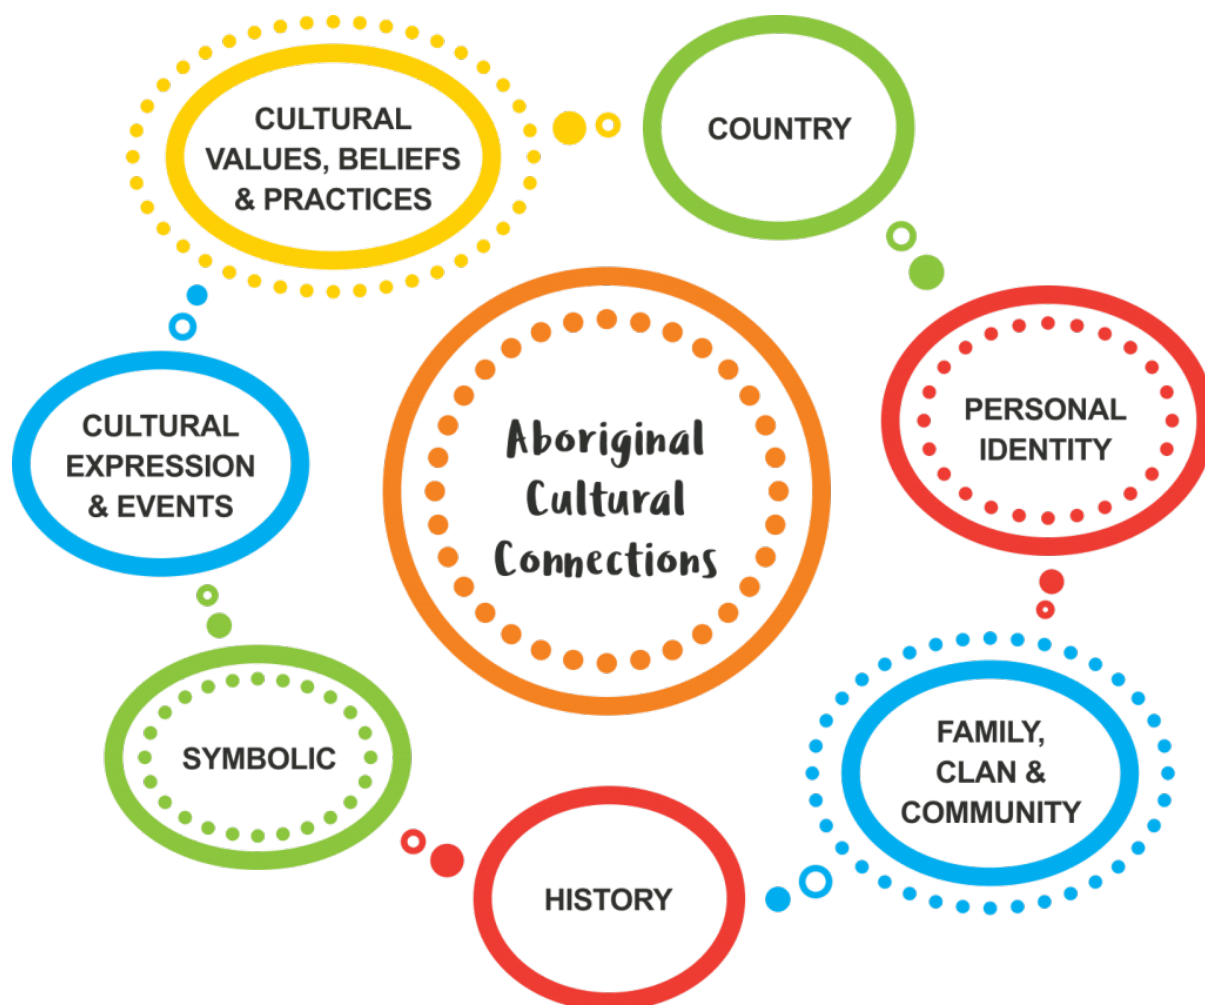 CULTURAL
VALUES, BELIEFS
& PRACTICES
COUNTRY
PERSONAL
IDENTITY
FAMILY,
CLAN &
COMMUNITY
HISTORY
SYMBOLIC
CULTURAL
EXPRESSION
& EVENTS
Aboriginal
Cultural
Connections